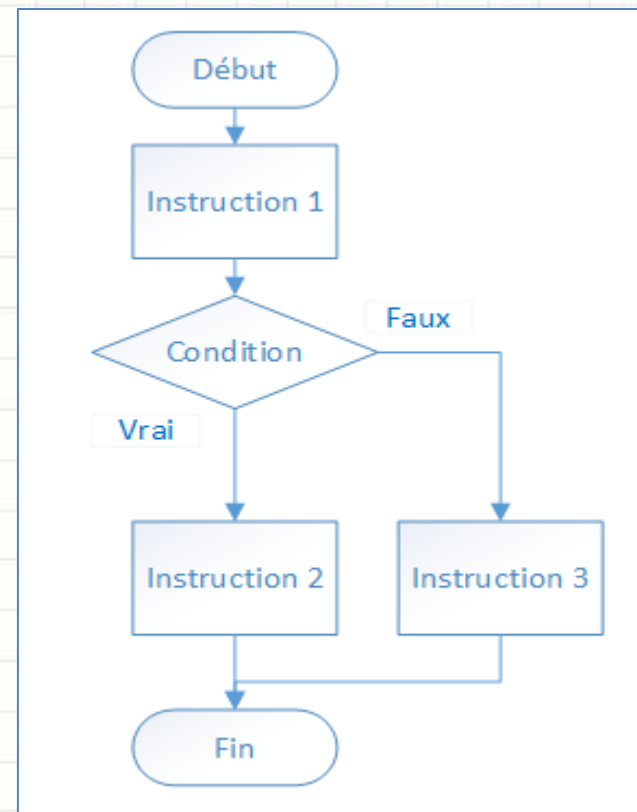 Début
Instruction 1
Condition
Faux
Vrai
Instruction 2
Instruction 3
Fin